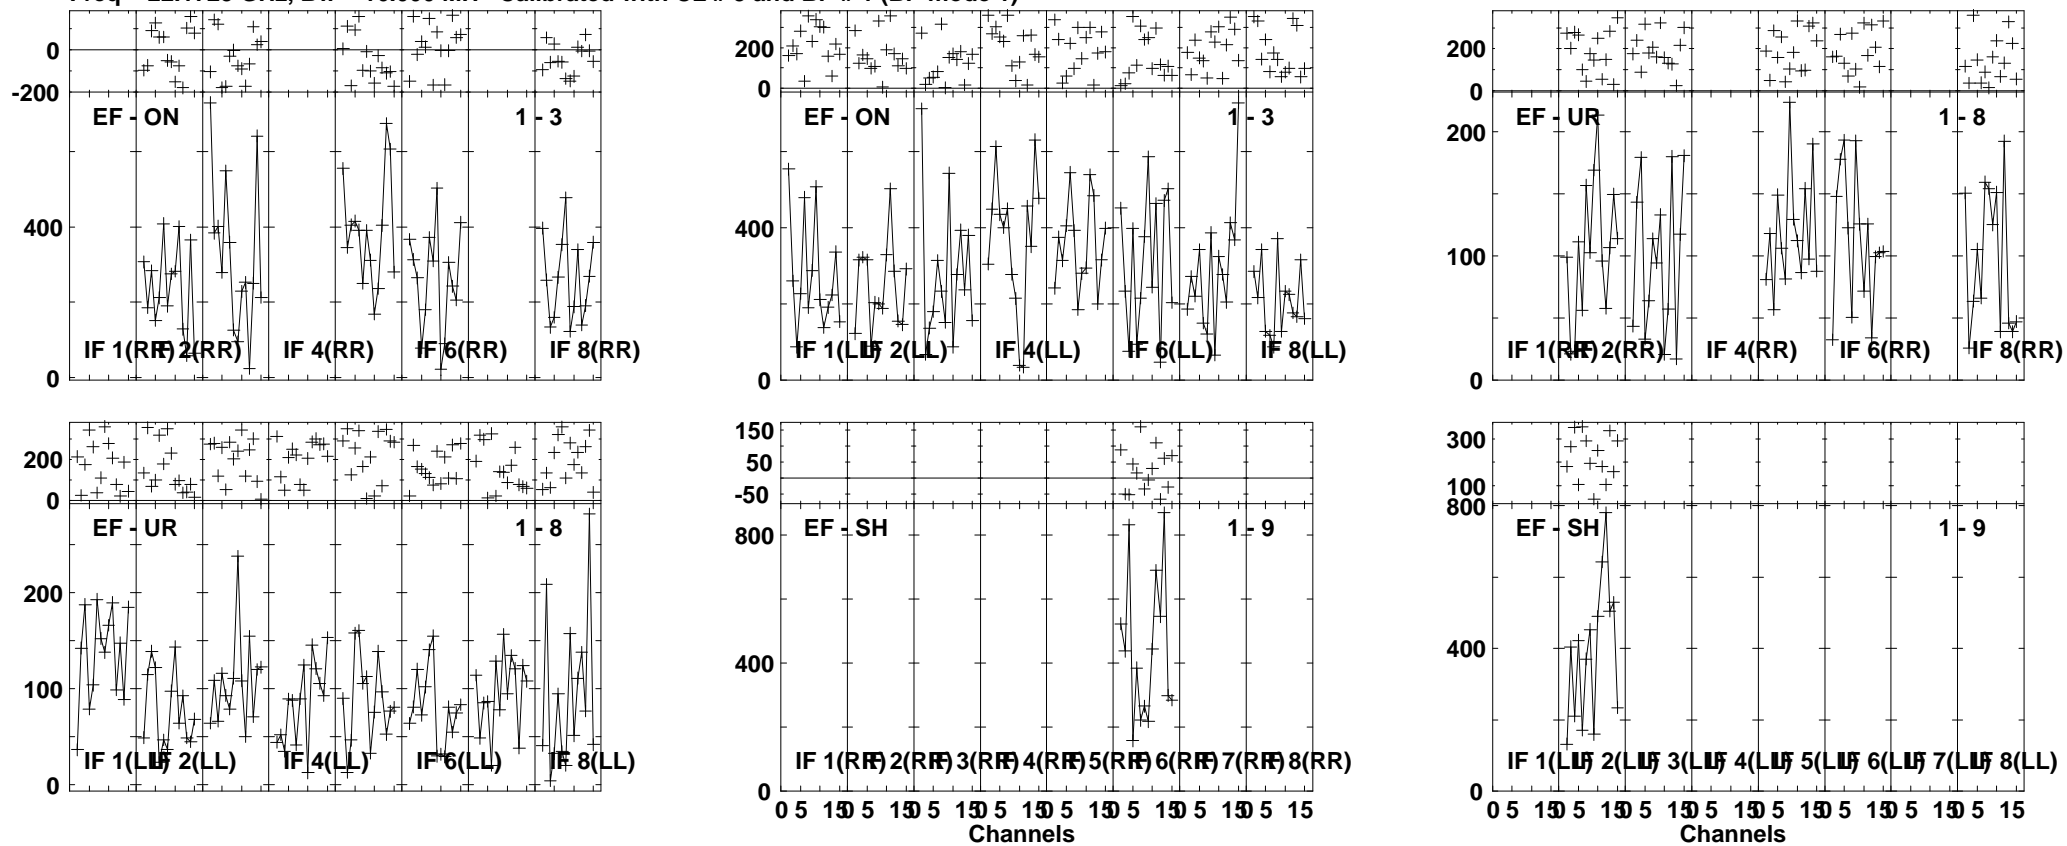 0
-200
EF - ON
1 - 3
400
0
IF 1(RR)
IF 2(RR)
IF 4(RR)
IF 6(RR)
IF 8(RR)
200
0
EF - ON
1 - 3
400
0
IF 1(LL)
IF 2(LL)
IF 4(LL)
IF 6(LL)
IF 8(LL)
200
0
EF - UR
1 - 8
200
100
0
IF 1(RR)
IF 2(RR)
IF 4(RR)
IF 6(RR)
IF 8(RR)
200
0
EF - UR
1 - 8
200
100
0
IF 1(LL)
IF 2(LL)
IF 4(LL)
IF 6(LL)
IF 8(LL)
150
50
-50
EF - SH
1 - 9
800
400
0
IF 1(RR) IF 2(RR) IF 3(RR) IF 4(RR) IF 5(RR) IF 6(RR) IF 7(RR) IF 8(RR)
0 5 15 0 5 15 0 5 15 0 5 15 0 5 15 0 5 15 0 5 15 0 5 15
Channels
300
100
800
EF - SH
1 - 9
400
0
IF 1(LL) IF 2(LL) IF 3(LL) IF 4(LL) IF 5(LL) IF 6(LL) IF 7(LL) IF 8(LL)
0 5 15 0 5 15 0 5 15 0 5 15 0 5 15 0 5 15 0 5 15 0 5 15
Channels